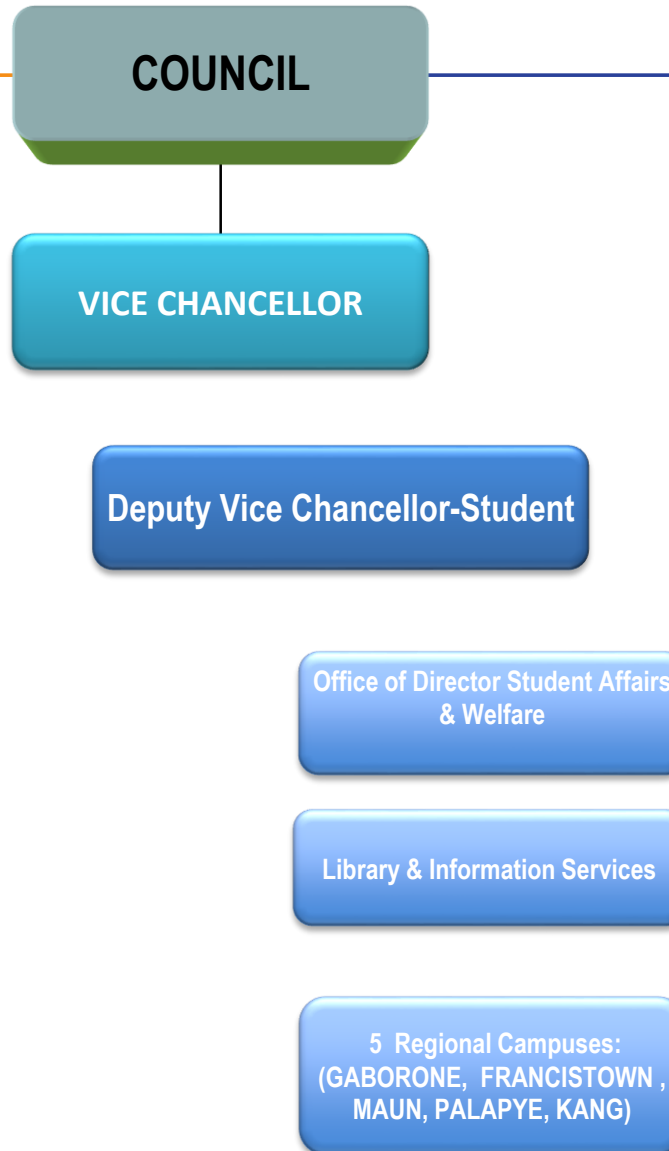 COUNCIL
VICE CHANCELLOR
Deputy Vice Chancellor-Student
Office of Director Student Affairs
& Welfare
Library & Information Services
5 Regional Campuses:
(GABORONE, FRANCISTOWN ,
MAUN, PALAPYE, KANG)